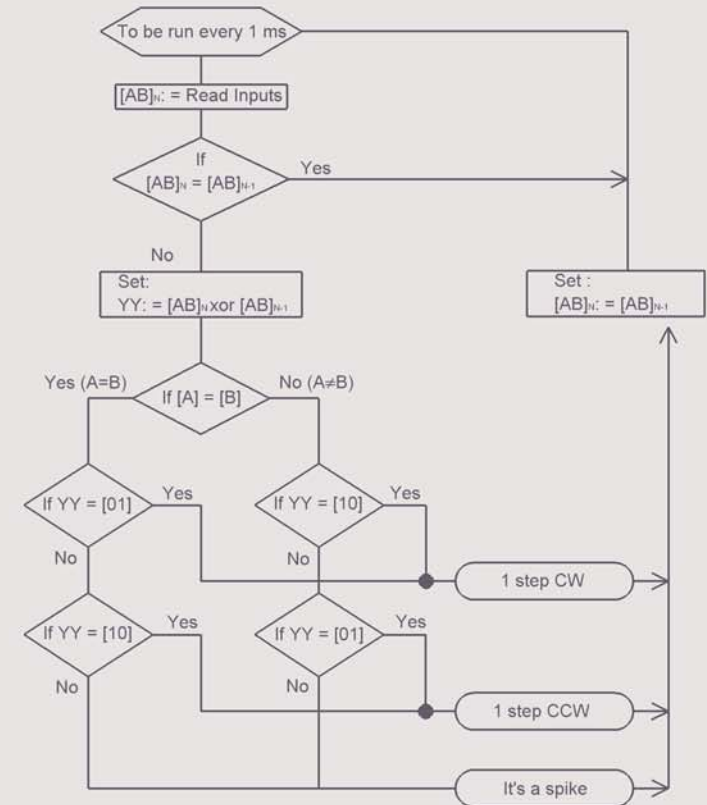 To be run every 1 ms
[AB]N: = Read Inputs
If
[AB]N = [AB]N-1
Yes
No
Set:
YY: = [AB]N xor [AB]N-1
Set :
[AB]N: = [AB]N-1
Yes (A=B)
If [A] = [B]
No (A≠B)
If YY = [01]
Yes
If YY = [10]
Yes
No
No
1 step CW
If YY = [10]
Yes
If YY = [01]
Yes
No
No
1 step CCW
It's a spike